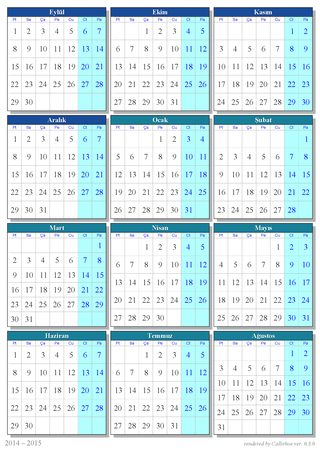 Eylül
Pt Sa Ça Pe Cu Ct Pa
1 2 3 4 5 6 7
8 9 10 11 12 13 14
15 16 17 18 19 20 21
22 23 24 25 26 27 28
29 30
Ekim
Pt Sa Ça Pe Cu Ct Pa
1 2 3 4 5
6 7 8 9 10 11 12
13 14 15 16 17 18 19
20 21 22 23 24 25 26
27 28 29 30 31
Kasım
Pt Sa Ça Pe Cu Ct Pa
1 2
3 4 5 6 7 8 9
10 11 12 13 14 15 16
17 18 19 20 21 22 23
24 25 26 27 28 29 30
Aralık
Pt Sa Ça Pe Cu Ct Pa
1 2 3 4 5 6 7
8 9 10 11 12 13 14
15 16 17 18 19 20 21
22 23 24 25 26 27 28
29 30 31
Ocak
Pt Sa Ça Pe Cu Ct Pa
1 2 3 4
5 6 7 8 9 10 11
12 13 14 15 16 17 18
19 20 21 22 23 24 25
26 27 28 29 30 31
Şubat
Pt Sa Ça Pe Cu Ct Pa
1
2 3 4 5 6 7 8
9 10 11 12 13 14 15
16 17 18 19 20 21 22
23 24 25 26 27 28
Mart
Pt Sa Ça Pe Cu Ct Pa
1
2 3 4 5 6 7 8
9 10 11 12 13 14 15
16 17 18 19 20 21 22
23 24 25 26 27 28 29
30 31
Nisan
Pt Sa Ça Pe Cu Ct Pa
1 2 3 4 5
6 7 8 9 10 11 12
13 14 15 16 17 18 19
20 21 22 23 24 25 26
27 28 29 30
Mayıs
Pt Sa Ça Pe Cu Ct Pa
1 2 3
4 5 6 7 8 9 10
11 12 13 14 15 16 17
18 19 20 21 22 23 24
25 26 27 28 29 30 31
Haziran
Pt Sa Ça Pe Cu Ct Pa
1 2 3 4 5 6 7
8 9 10 11 12 13 14
15 16 17 18 19 20 21
22 23 24 25 26 27 28
29 30
Temmuz
Pt Sa Ça Pe Cu Ct Pa
1 2 3 4 5
6 7 8 9 10 11 12
13 14 15 16 17 18 19
20 21 22 23 24 25 26
27 28 29 30 31
Ağustos
Pt Sa Ça Pe Cu Ct Pa
1 2
3 4 5 6 7 8 9
10 11 12 13 14 15 16
17 18 19 20 21 22 23
24 25 26 27 28 29 30
31
2014 – 2015
rendered by Callirhoe ver. 0.1.0